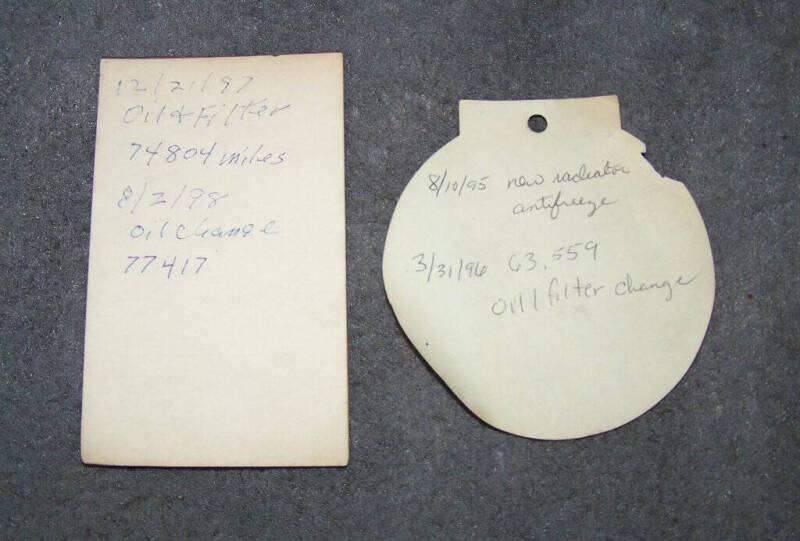 12/21/97
Oil & Filter
74804 miles
8/2/98
oil change
77417
8/10/95 new radiator
antifreeze
3/31/96 63,559
oil / filter change